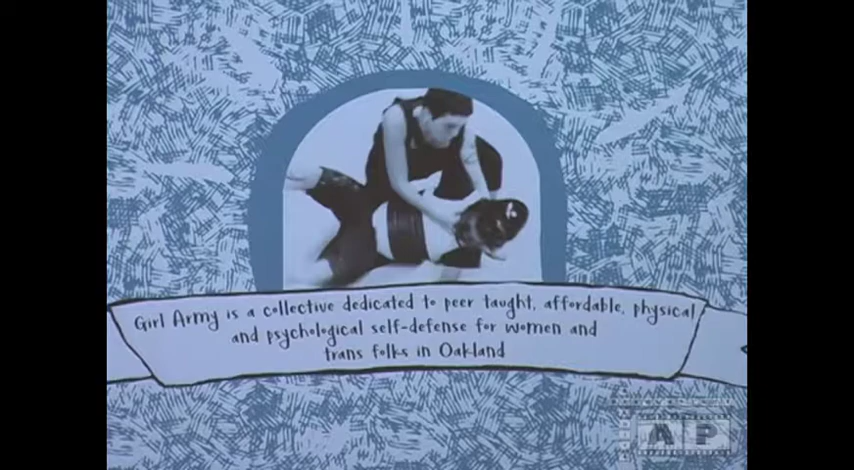 Girl Army is a collective dedicated to peer taught, affordable, physical
and psychological self-defense for women and
trans folks in Oakland
AP